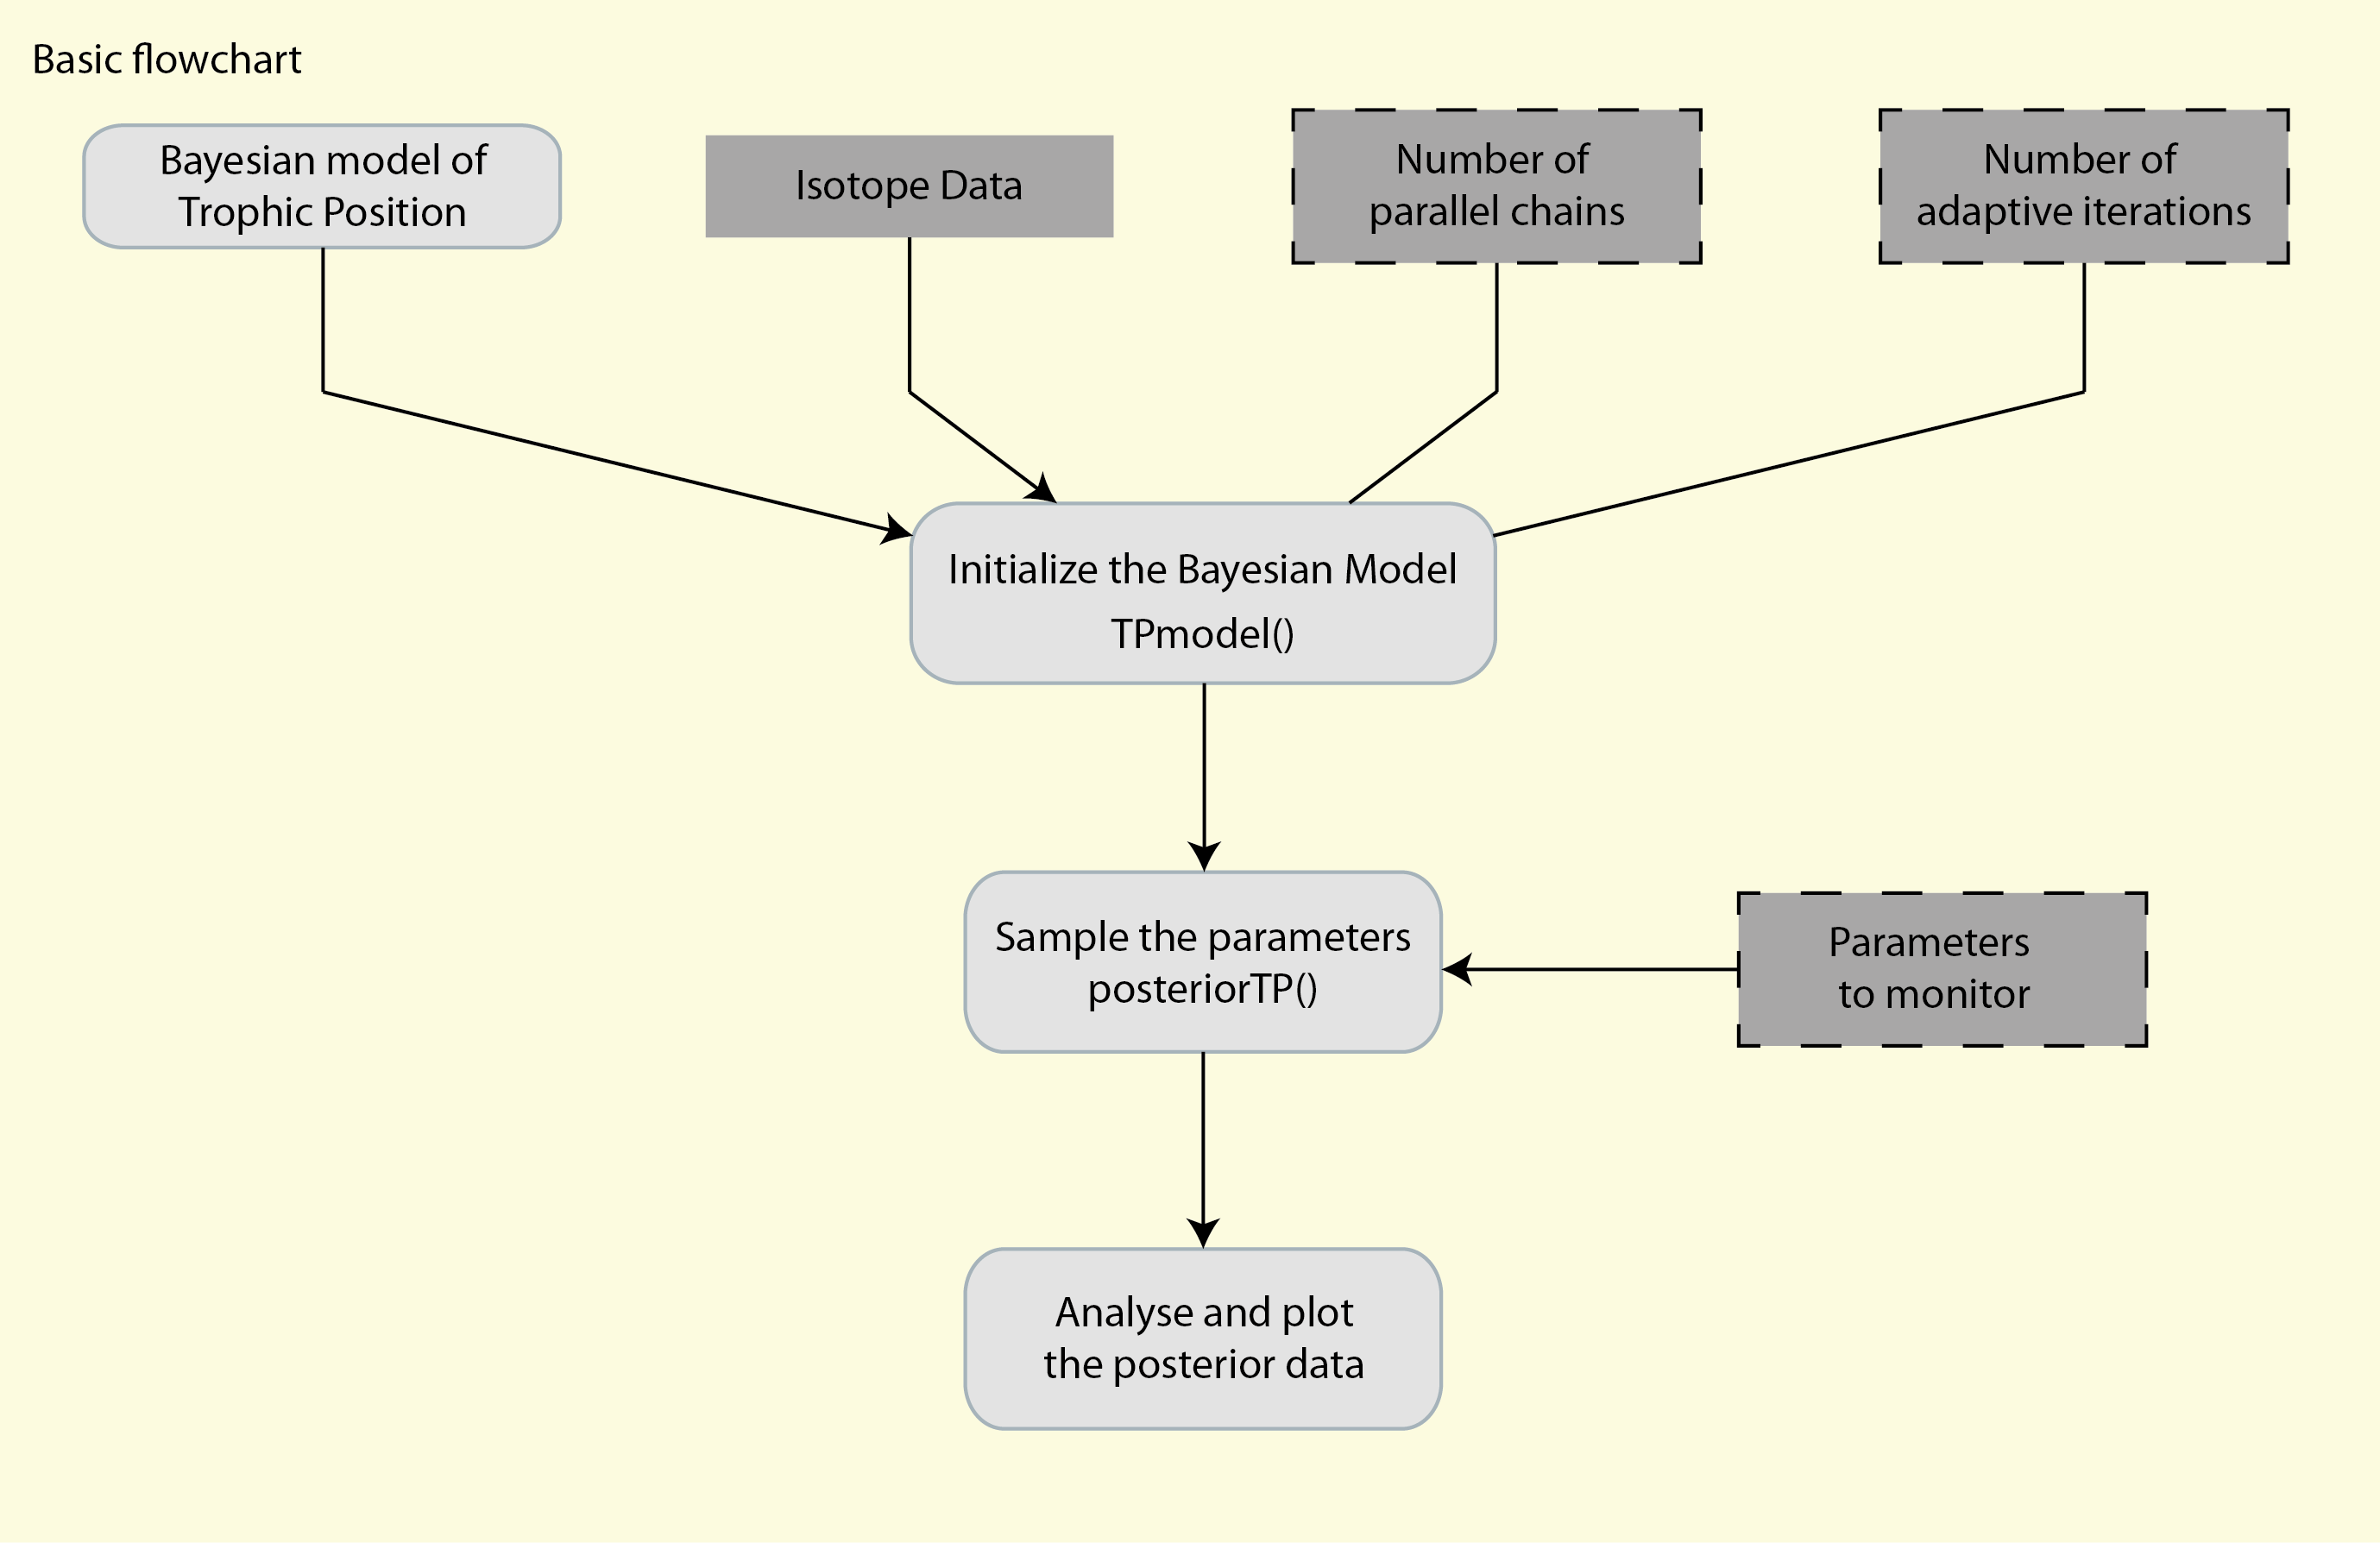 Basic flowchart
Bayesian model of
Trophic Position
Isotope Data
Number of
parallel chains
Number of
adaptive iterations
Initialize the Bayesian Model
TPmodel()
Sample the parameters
posteriorTP()
Parameters
to monitor
Analyse and plot
the posterior data